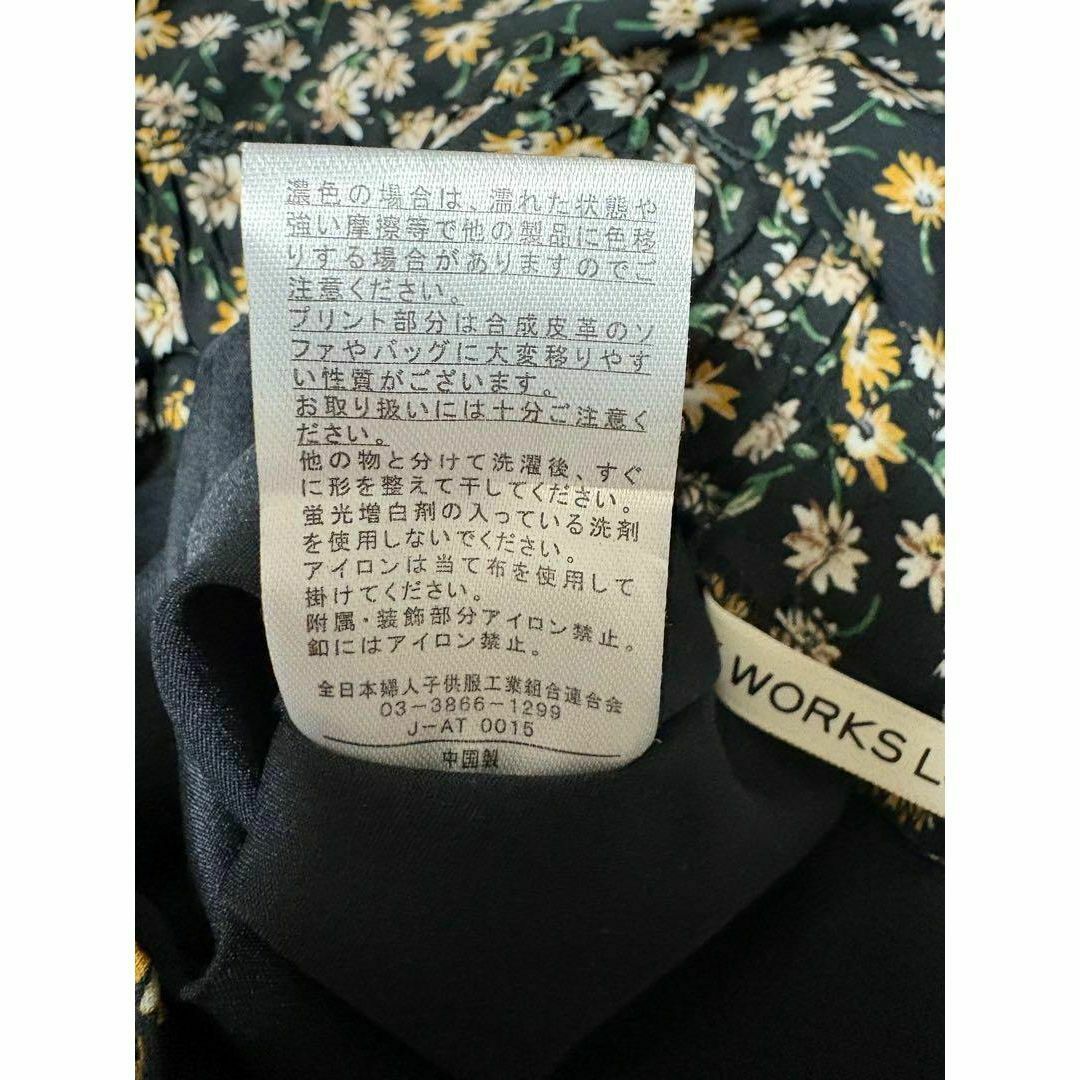 濃色の場合は、濡れた状態や
強い摩擦等で他の製品に色移
りする場合がありますのでご
注意ください。
プリント部分は合成皮革のソ
ファやバッグに大変移りやす
い性質がございます。
お取り扱いには十分ご注意く
ださい。
他の物と分けて洗濯後、すぐ
に形を整えて干してください。
蛍光増白剤の入っている洗剤
を使用しないでください。
アイロンは当て布を使用して
掛けてください。
附属・装飾部分アイロン禁止。
釦にはアイロン禁止。
全日本婦人子供服工業組合連合会
03-3866-1299
J-AT 0015
中国製
WORKS L